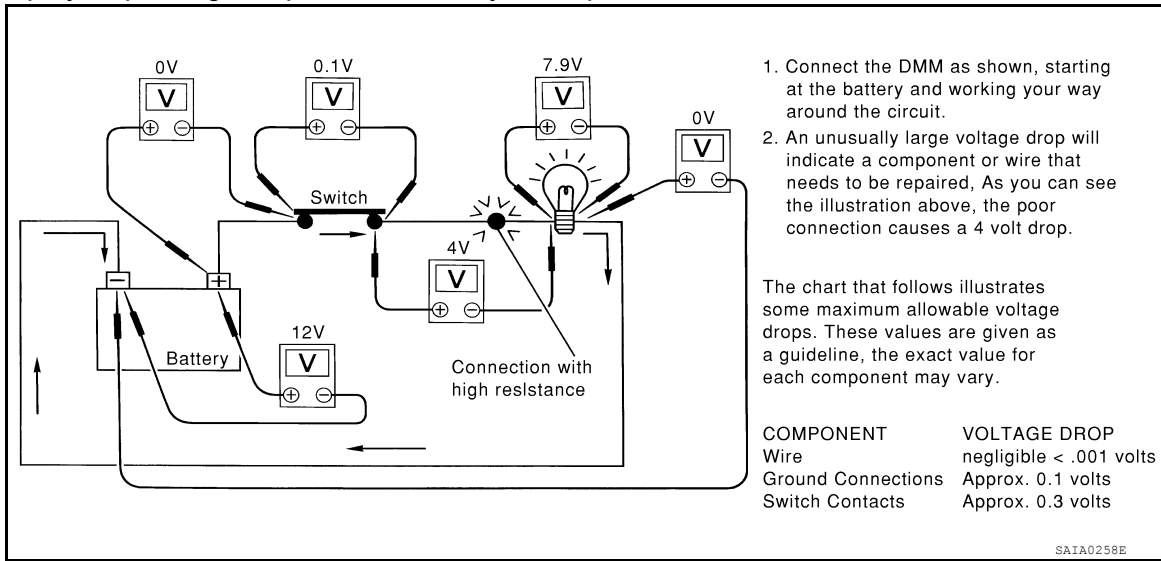 0V
0.1V
7.9V
0V
V
V
V
V
Switch
4V
V
12V
V
Battery
Connection with
high resIstance
1. Connect the DMM as shown, starting
at the battery and working your way
around the circuit.
2. An unusually large voltage drop will
indicate a component or wire that
needs to be repaired, As you can see
the illustration above, the poor
connection causes a 4 volt drop.
The chart that follows illustrates
some maximum allowable voltage
drops. These values are given as
a guideline, the exact value for
each component may vary.
COMPONENT VOLTAGE DROP
Wire negligible < .001 volts
Ground Connections Approx. 0.1 volts
Switch Contacts Approx. 0.3 volts
SAIA0258E